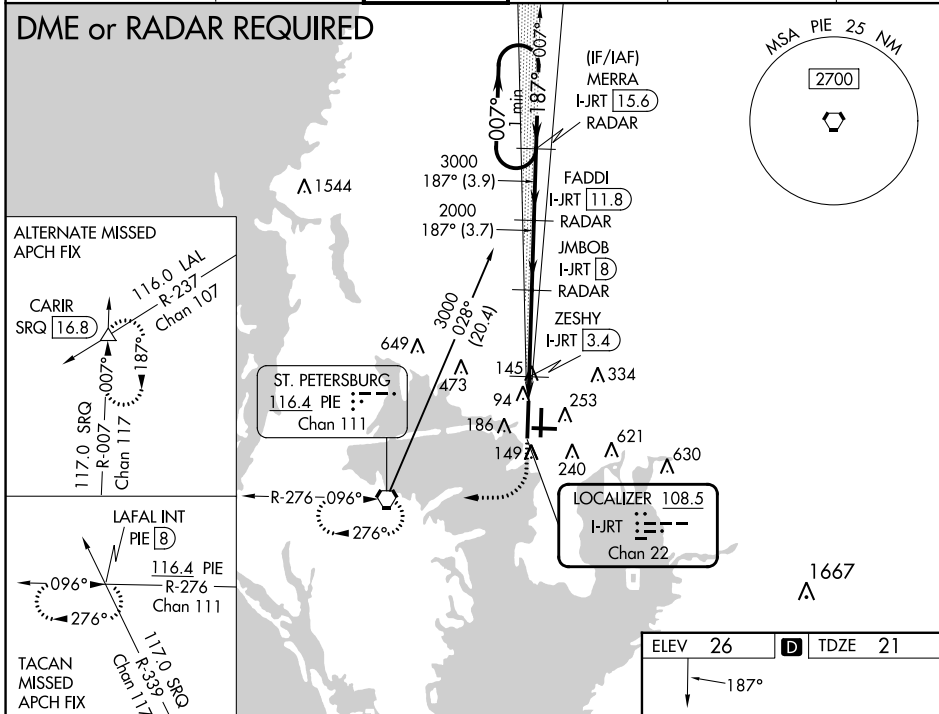 DME or RADAR REQUIRED
MSA PIE 25 NM
2700
(IF/IAF)
MERRA
I-JRT 15.6
RADAR
007°
1 min
187°
007°
3000
187° (3.9)
FADDI
I-JRT 11.8
RADAR
2000
187° (3.7)
JMBOB
I-JRT 8
RADAR
ZESHY
I-JRT 3.4
1544
ALTERNATE MISSED
APCH FIX
CARIR
SRQ 16.8
116.0 LAL
R-237
Chan 107
007°
187°
117.0 SRQ
R-007
Chan 117
3000
028°
(20.4)
649
473
145
334
94
253
186
149
240
621
630
ST. PETERSBURG
116.4 PIE
Chan 111
R-276
096°
276°
LOCALIZER 108.5
I-JRT
Chan 22
1667
LAFAL INT
PIE 8
116.4 PIE
R-276
Chan 111
096°
276°
117.0 SRQ
R-339
Chan 117
TACAN
MISSED
APCH FIX
ELEV 26 D TDZE 21
187°